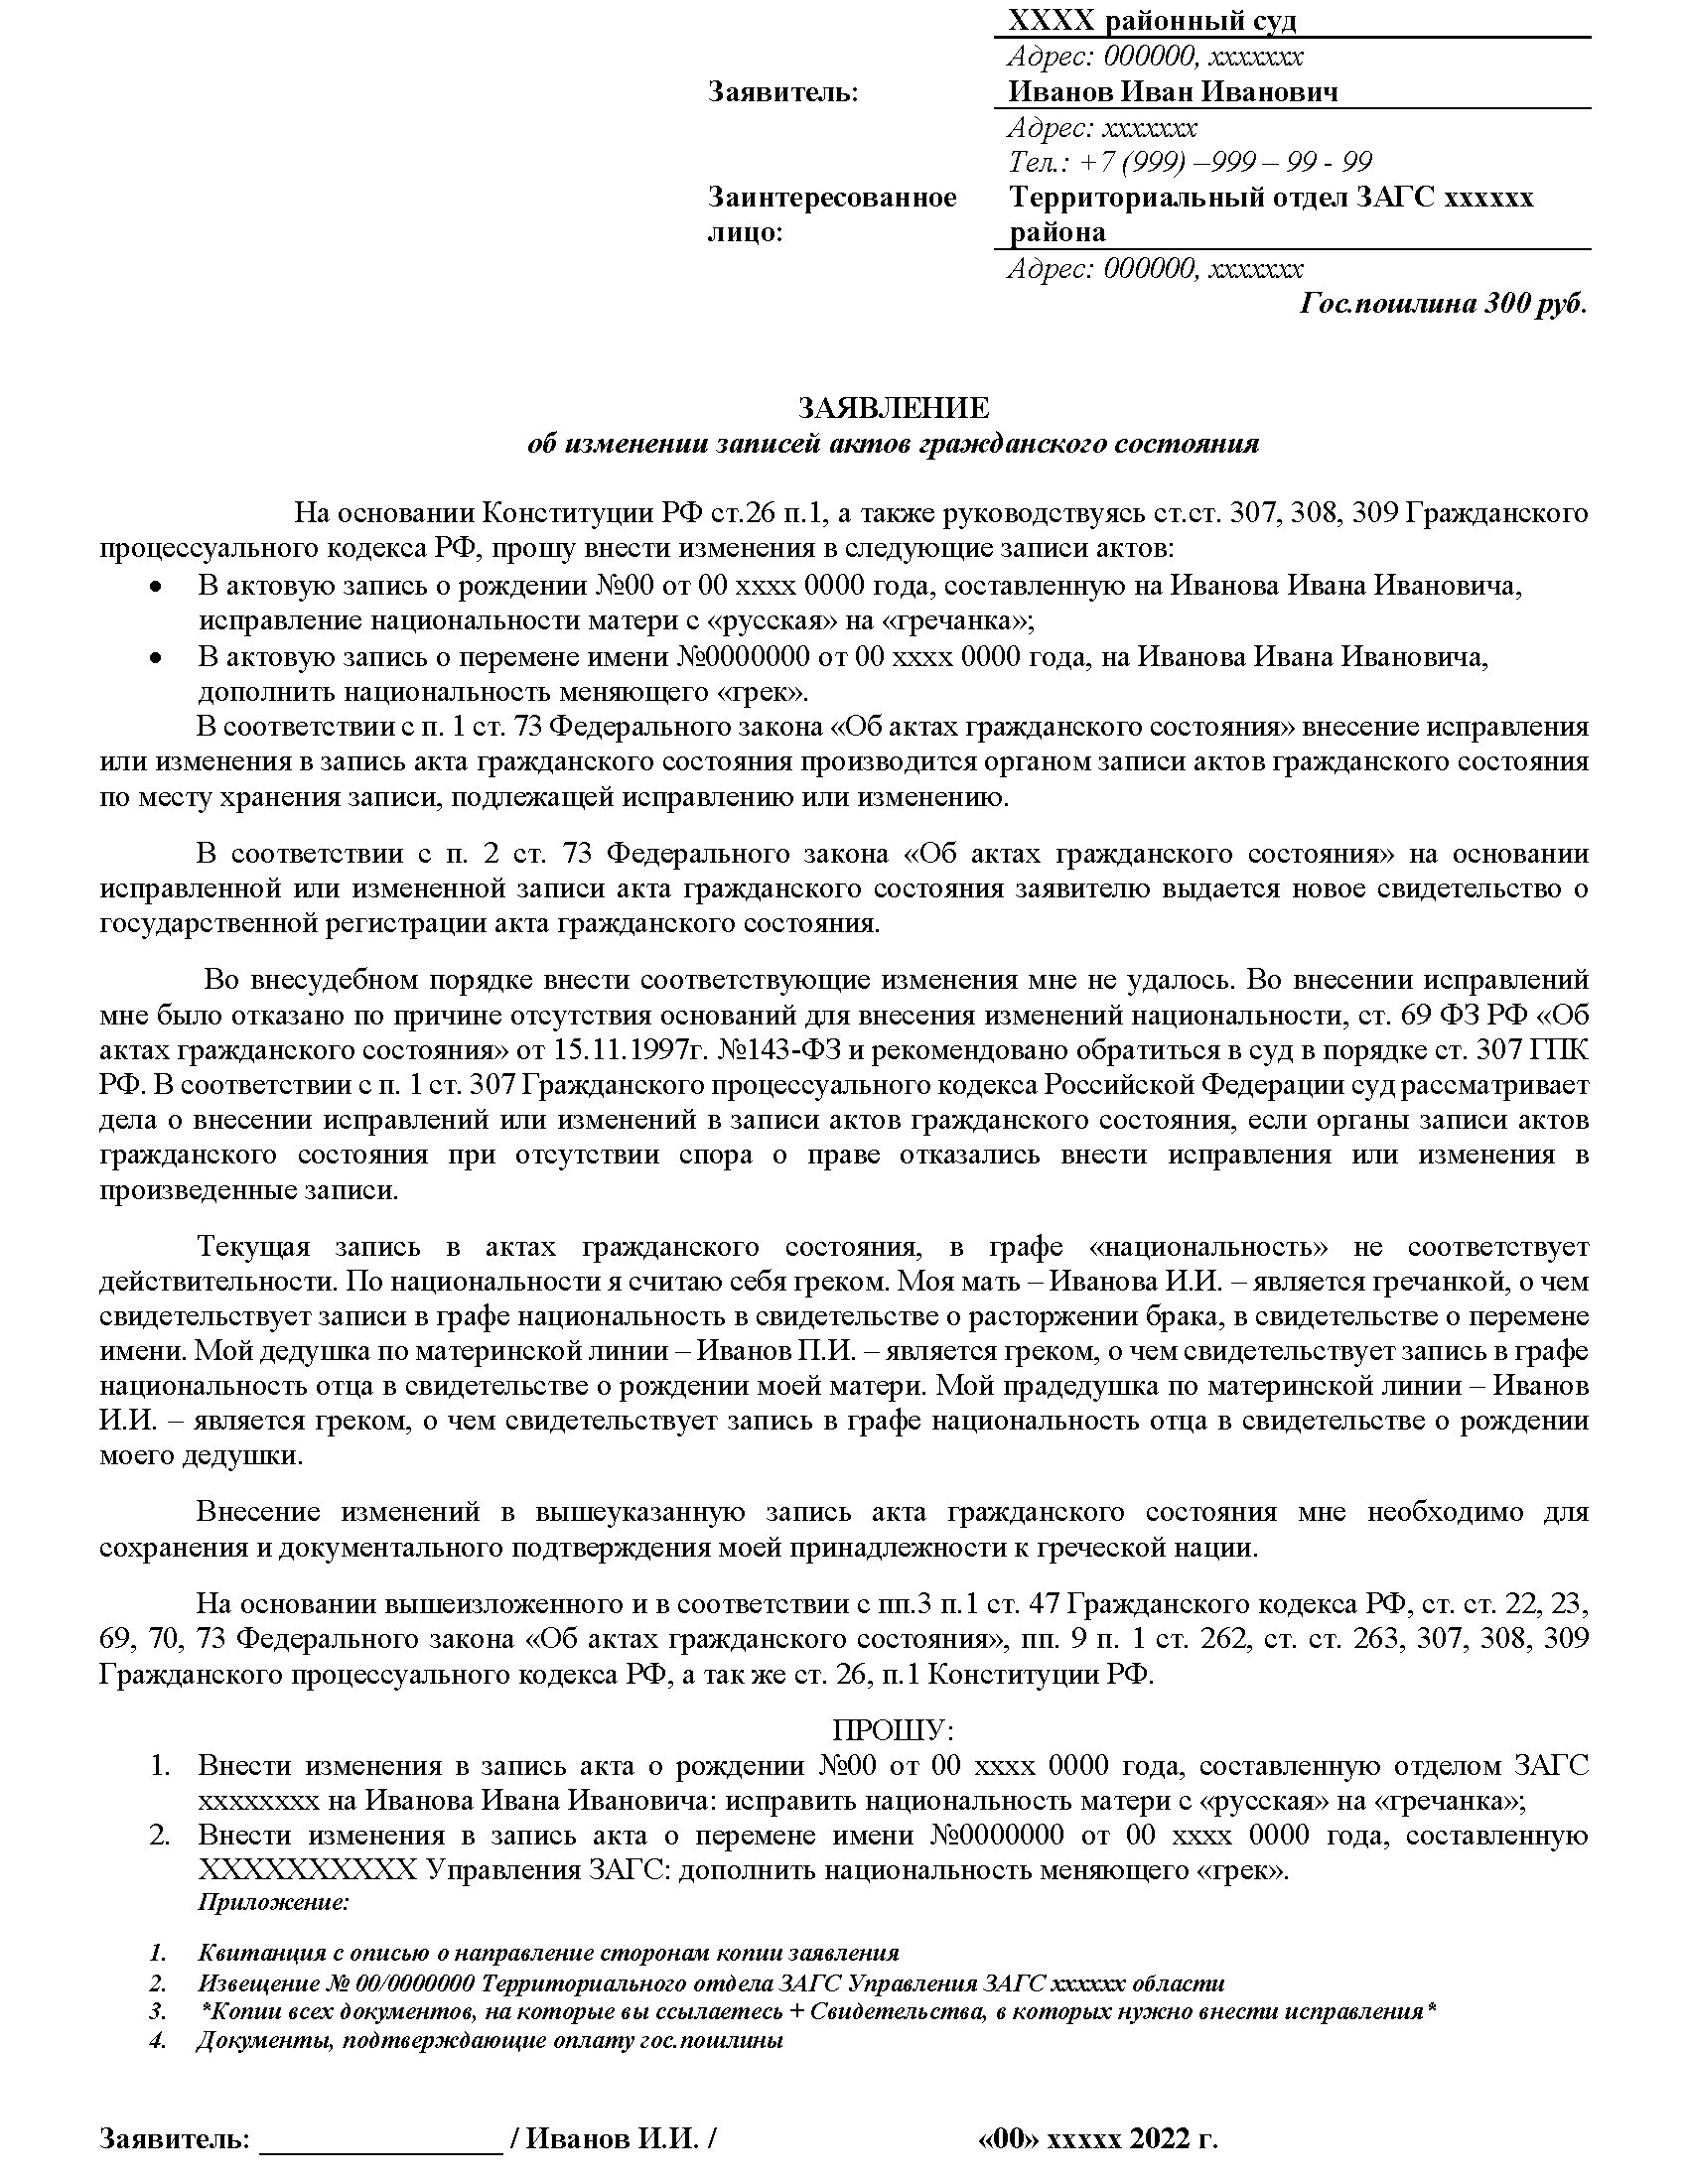 ХХХХ районный суд
Адрес: 000000, ххххххх
Заявитель: Иванов Иван Иванович
Адрес: ххххххх
Тел.: +7 (999) –999 – 99 - 99
Заинтересованное Территориальный отдел ЗАГС хххххх
лицо: района
Адрес: 000000, ххххххх
Гос.пошлина 300 руб.
ЗАЯВЛЕНИЕ
об изменении записей актов гражданского состояния
На основании Конституции РФ ст.26 п.1, а также руководствуясь ст.ст. 307, 308, 309 Гражданского
процессуального кодекса РФ, прошу внести изменения в следующие записи актов:
• В актовую запись о рождении №00 от 00 хххх 0000 года, составленную на Иванова Ивана Ивановича,
исправление национальности матери с «русская» на «гречанка»;
• В актовую запись о перемене имени №0000000 от 00 хххх 0000 года, на Иванова Ивана Ивановича,
дополнить национальность меняющего «грек».
В соответствии с п. 1 ст. 73 Федерального закона «Об актах гражданского состояния» внесение исправления
или изменения в запись акта гражданского состояния производится органом записи актов гражданского состояния
по месту хранения записи, подлежащей исправлению или изменению.
В соответствии с п. 2 ст. 73 Федерального закона «Об актах гражданского состояния» на основании
исправленной или измененной записи акта гражданского состояния заявителю выдается новое свидетельство о
государственной регистрации акта гражданского состояния.
Во внесудебном порядке внести соответствующие изменения мне не удалось. Во внесении исправлений
мне было отказано по причине отсутствия оснований для внесения изменений национальности, ст. 69 ФЗ РФ «Об
актах гражданского состояния» от 15.11.1997г. №143-ФЗ и рекомендовано обратиться в суд в порядке ст. 307 ГПК
РФ. В соответствии с п. 1 ст. 307 Гражданского процессуального кодекса Российской Федерации суд рассматривает
дела о внесении исправлений или изменений в записи актов гражданского состояния, если органы записи актов
гражданского состояния при отсутствии спора о праве отказались внести исправления или изменения в
произведенные записи.
Текущая запись в актах гражданского состояния, в графе «национальность» не соответствует
действительности. По национальности я считаю себя греком. Моя мать – Иванова И.И. – является гречанкой, о чем
свидетельствует записи в графе национальность в свидетельстве о расторжении брака, в свидетельстве о перемене
имени. Мой дедушка по материнской линии – Иванов П.И. – является греком, о чем свидетельствует запись в графе
национальность отца в свидетельстве о рождении моей матери. Мой прадедушка по материнской линии – Иванов
И.И. – является греком, о чем свидетельствует запись в графе национальность отца в свидетельстве о рождении
моего дедушки.
Внесение изменений в вышеуказанную запись акта гражданского состояния мне необходимо для
сохранения и документального подтверждения моей принадлежности к греческой нации.
На основании вышеизложенного и в соответствии с пп.3 п.1 ст. 47 Гражданского кодекса РФ, ст. ст. 22, 23,
69, 70, 73 Федерального закона «Об актах гражданского состояния», пп. 9 п. 1 ст. 262, ст. ст. 263, 307, 308, 309
Гражданского процессуального кодекса РФ, а так же ст. 26, п.1 Конституции РФ.
ПРОШУ:
1. Внести изменения в запись акта о рождении №00 от 00 хххх 0000 года, составленную отделом ЗАГС
хххххххх на Иванова Ивана Ивановича: исправить национальность матери с «русская» на «гречанка»;
2. Внести изменения в запись акта о перемене имени №0000000 от 00 хххх 0000 года, составленную
ХХХХХХХХХХ Управления ЗАГС: дополнить национальность меняющего «грек».
Приложение:
1. Квитанция с описью о направление сторонам копии заявления
2. Извещение № 00/0000000 Территориального отдела ЗАГС Управления ЗАГС хххххх области
3. *Копии всех документов, на которые вы ссылаетесь + Свидетельства, в которых нужно внести исправления*
4. Документы, подтверждающие оплату гос.пошлины
Заявитель: ________________ / Иванов И.И. / «00» ххххх 2022 г.